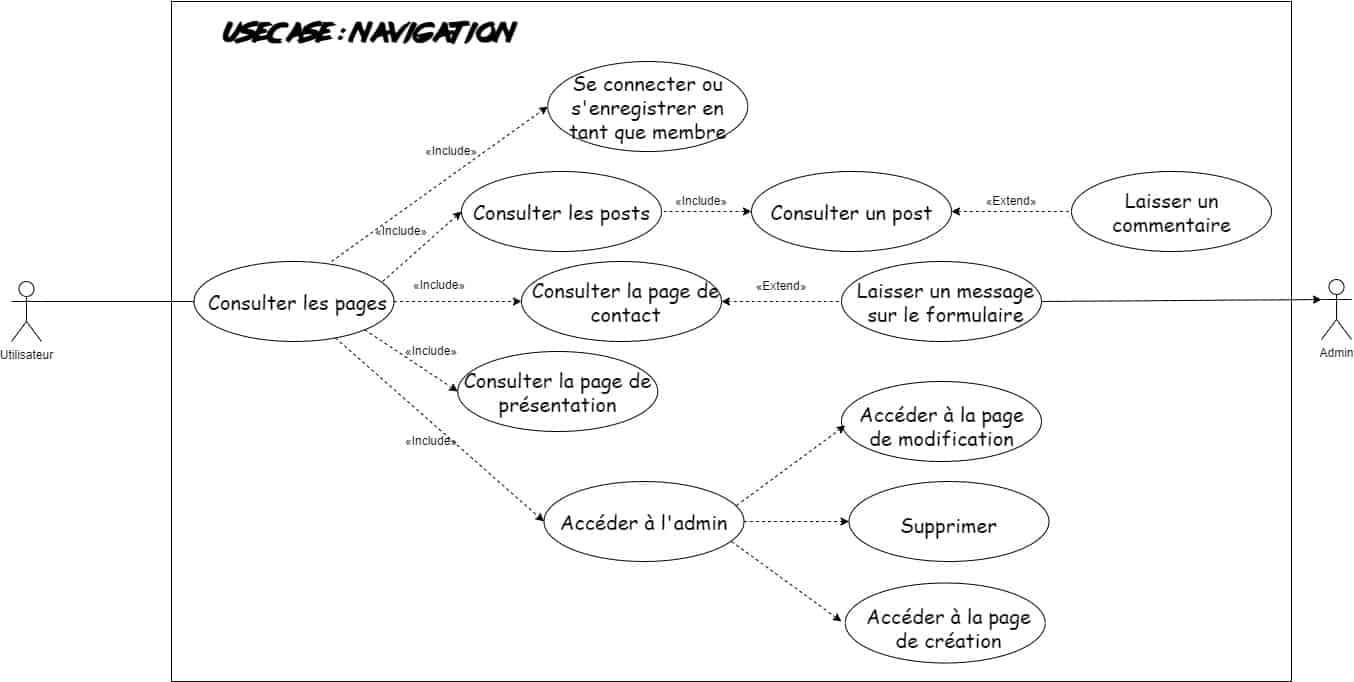 USECASE : NAVIGATION
Se connecter ou
s'enregistrer en
tant que membre
«Include»
Consulter les posts
«Include»
Consulter un post
«Extend»
Laisser un
commentaire
«Include»
Consulter les pages
«Include»
Consulter la page de
contact
«Extend»
Laisser un message
sur le formulaire
Utilisateur
Admin
«Include»
Consulter la page de
présentation
«Include»
Accéder à la page
de modification
Accéder à l'admin
Supprimer
Accéder à la page
de création